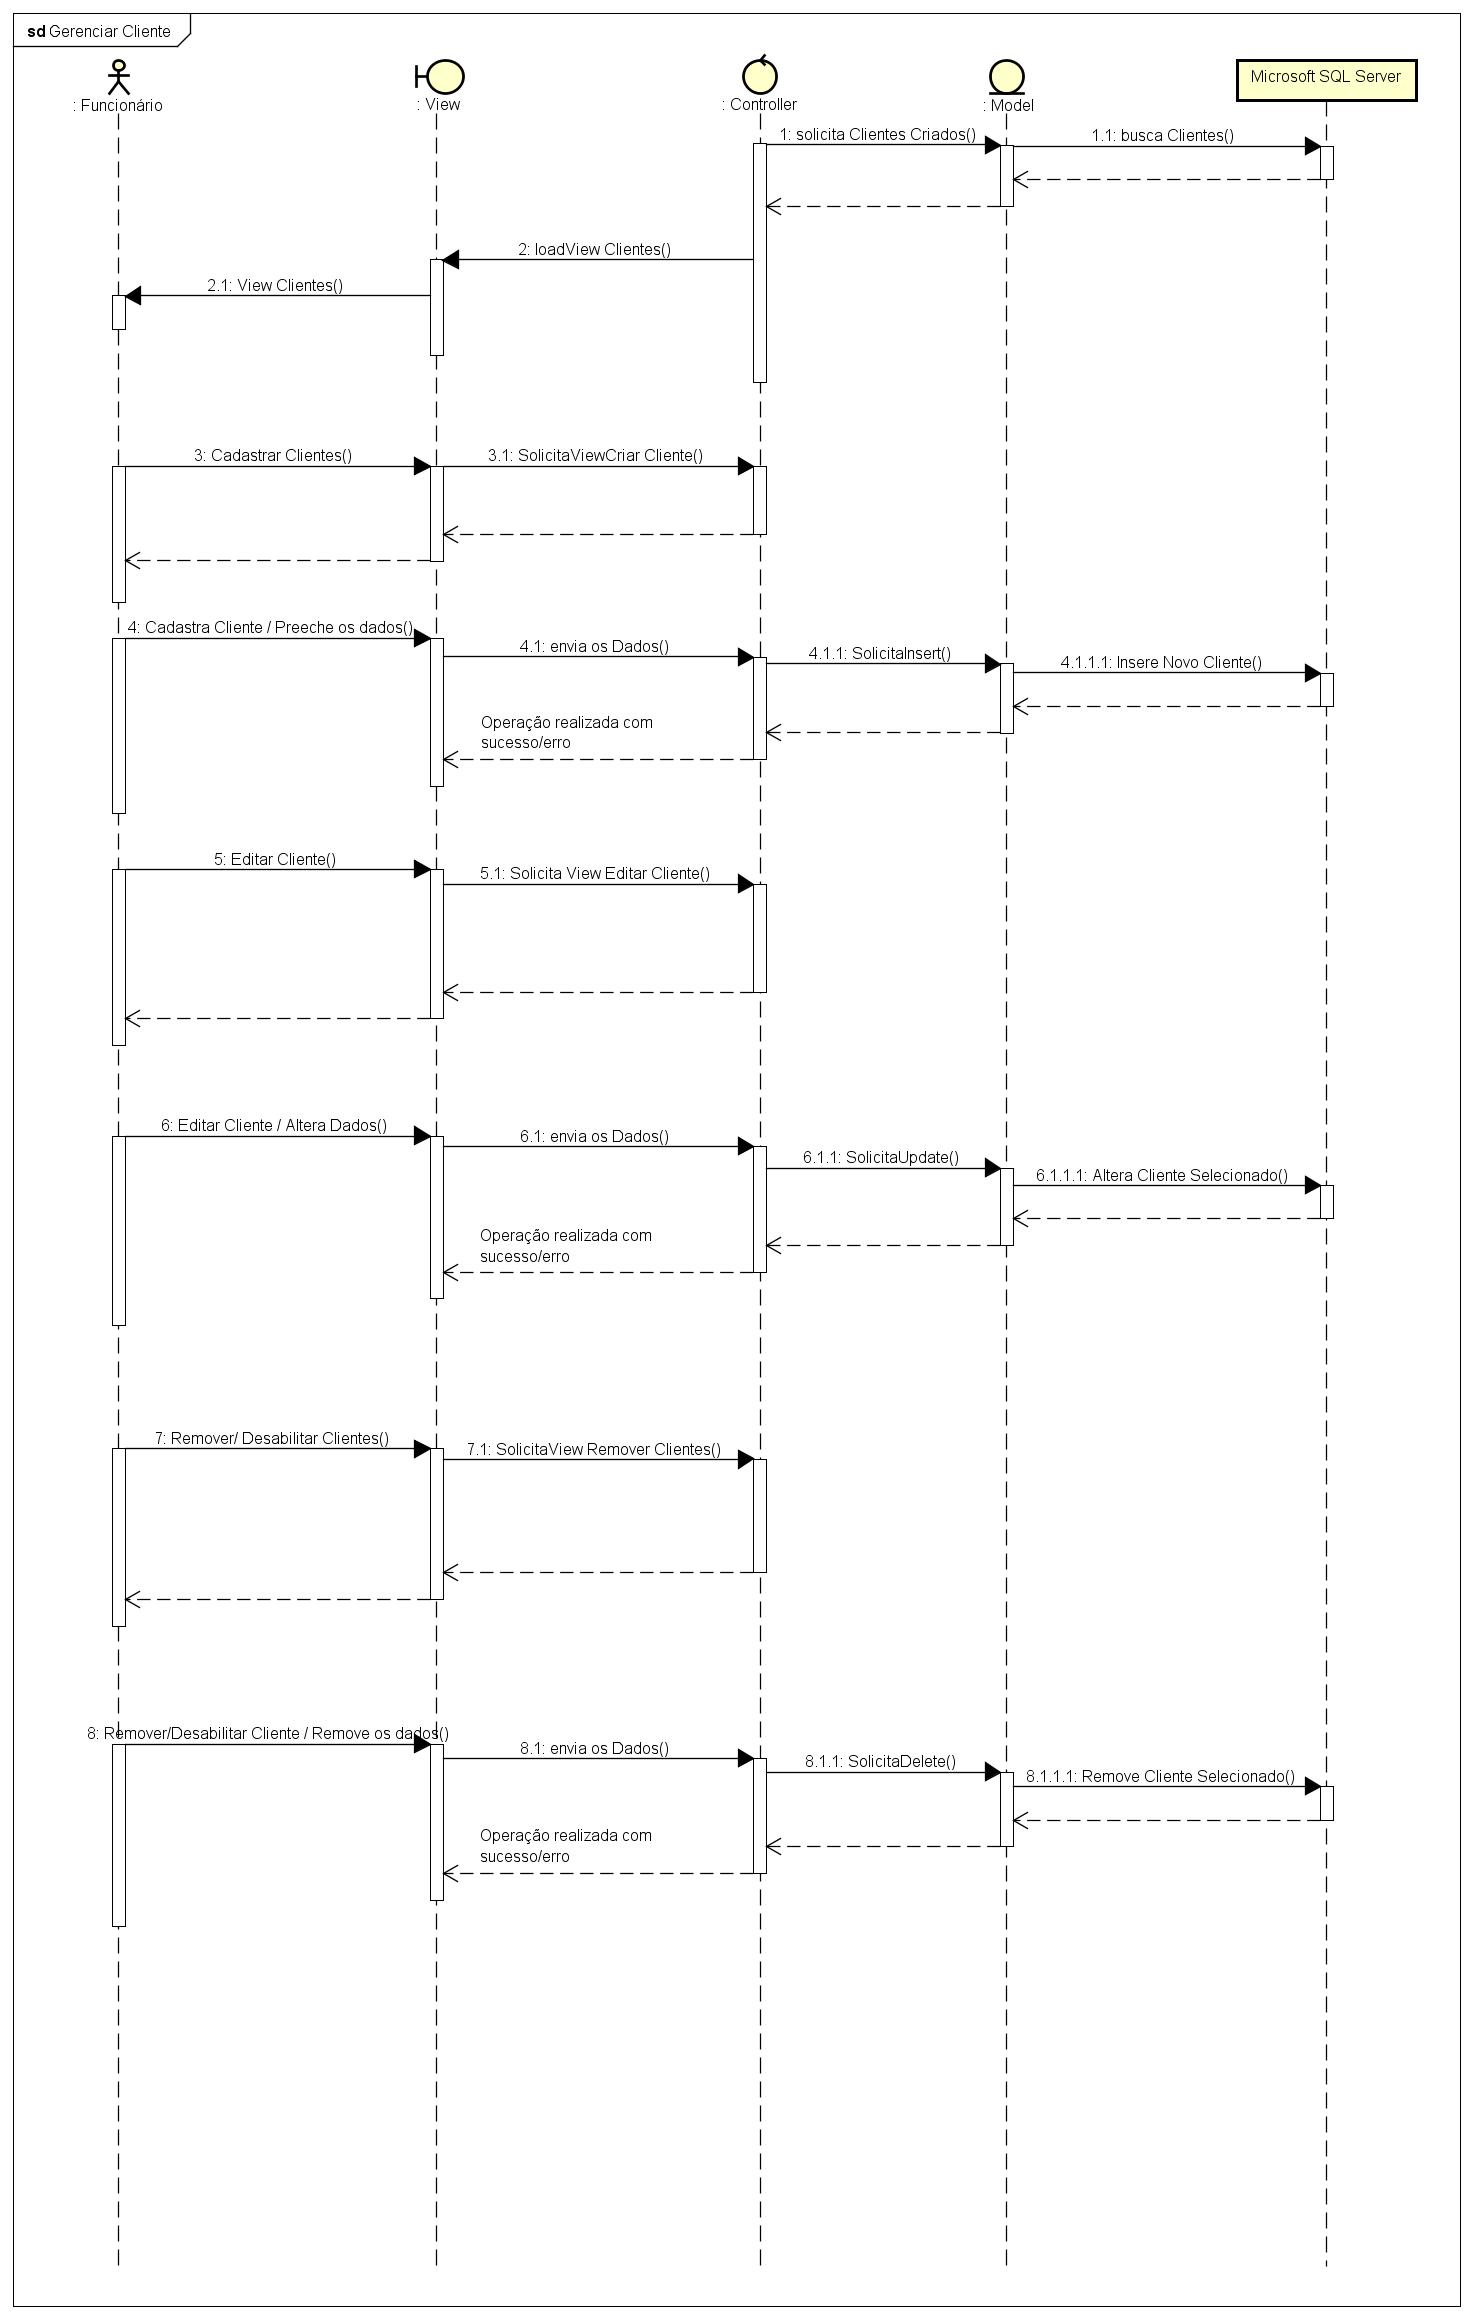 sd Gerenciar Cliente
: Funcionário
: View
: Controller
: Model
Microsoft SQL Server
1: solicita Clientes Criados()
1.1: busca Clientes()
2: loadView Clientes()
2.1: View Clientes()
3: Cadastrar Clientes()
3.1: SolicitaViewCriar Cliente()
4: Cadastra Cliente / Preeche os dados()
4.1: envia os Dados()
4.1.1: SolicitaInsert()
4.1.1.1: Insere Novo Cliente()
Operação realizada com
sucesso/erro
5: Editar Cliente()
5.1: Solicita View Editar Cliente()
6: Editar Cliente / Altera Dados()
6.1: envia os Dados()
6.1.1: SolicitaUpdate()
6.1.1.1: Altera Cliente Selecionado()
Operação realizada com
sucesso/erro
7: Remover/ Desabilitar Clientes()
7.1: SolicitaView Remover Clientes()
8: Remover/Desabilitar Cliente / Remove os dados()
8.1: envia os Dados()
8.1.1: SolicitaDelete()
8.1.1.1: Remove Cliente Selecionado()
Operação realizada com
sucesso/erro